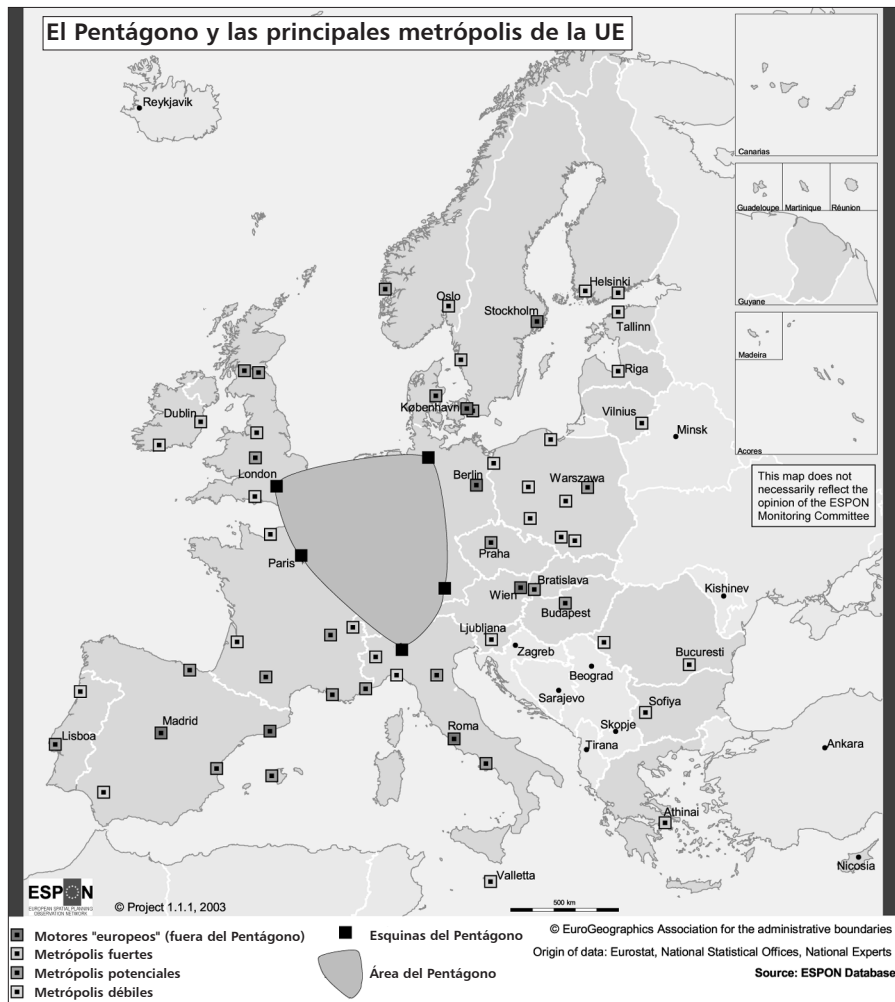 El Pentágono y las principales metrópolis de la UE
Reykjavik
Canarias
Guadeloupe
Martinique
Réunion
Guyane
Madeira
Acores
This map does not
necessarily reflect the
opinion of the ESPON
Monitoring Committee
Oslo
Helsinki
Stockholm
Tallinn
Riga
Dublin
København
Vilnius
Minsk
London
Berlin
Warszawa
Paris
Praha
Wien
Bratislava
Budapest
Kishinev
Ljubliana
Zagreb
Bucuresti
Beograd
Sarajevo
Sofiya
Skopje
Tirana
Roma
Madrid
Lisboa
Ankara
Athinai
Valletta
Nicosia
ESPON
EUROPEAN SPATIAL PLANNING
OBSERVATION NETWORK
© Project 1.1.1, 2003
500 km
Motores "europeos" (fuera del Pentágono)
Metrópolis fuertes
Metrópolis potenciales
Metrópolis débiles
Esquinas del Pentágono
Área del Pentágono
© EuroGeographics Association for the administrative boundaries
Origin of data: Eurostat, National Statistical Offices, National Experts
Source: ESPON Database